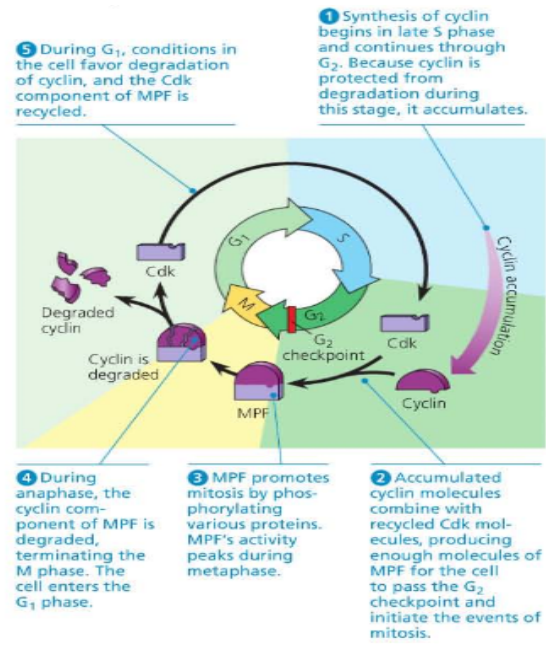 ❶ Synthesis of cyclin
begins in late S phase
and continues through
G₂. Because cyclin is
protected from
degradation during
this stage, it accumulates.
❺ During G₁, conditions in
the cell favor degradation
of cyclin, and the Cdk
component of MPF is
recycled.
G₁
S
Cyclin accumulation
Cdk
M
G₂
Degraded
cyclin
G₂
checkpoint
Cdk
Cyclin is
degraded
MPF
Cyclin
❹ During
anaphase, the
cyclin com-
ponent of MPF is
degraded,
terminating the
M phase. The
cell enters the
G₁ phase.
❸ MPF promotes
mitosis by phos-
phorylating
various proteins.
MPF's activity
peaks during
metaphase.
❷ Accumulated
cyclin molecules
combine with
recycled Cdk mol-
ecules, producing
enough molecules of
MPF for the cell
to pass the G₂
checkpoint and
initiate the events of
mitosis.